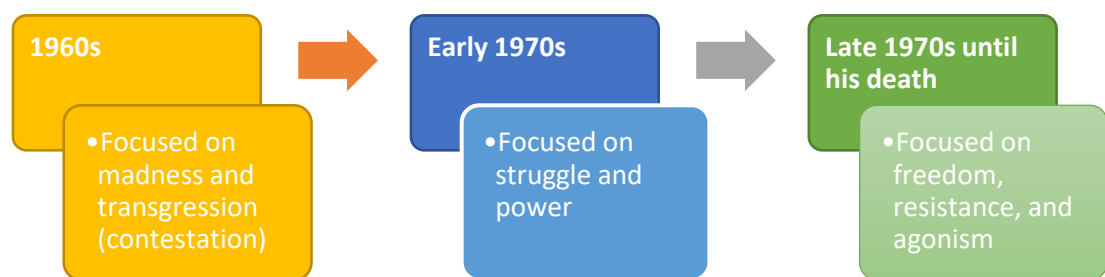 1960s
•Focused on
madness and
transgression
(contestation)
Early 1970s
•Focused on
struggle and
power
Late 1970s until
his death
•Focused on
freedom,
resistance, and
agonism